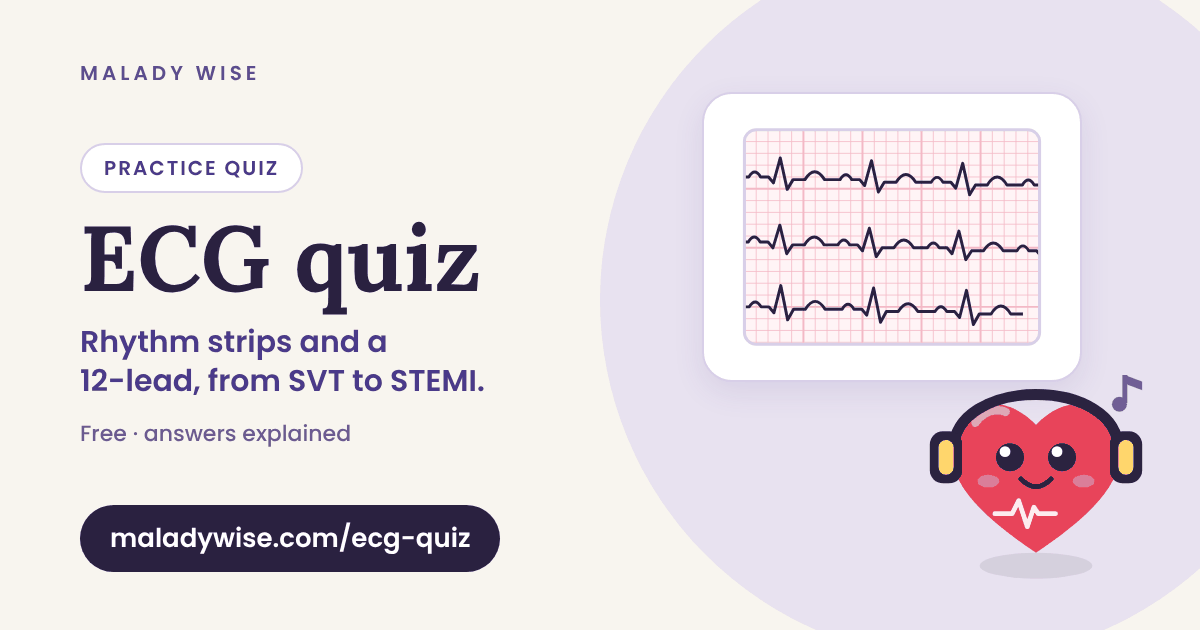 MALADY WISE
PRACTICE QUIZ
ECG quiz
Rhythm strips and a
12-lead, from SVT to STEMI.
Free · answers explained
maladywise.com/ecg-quiz